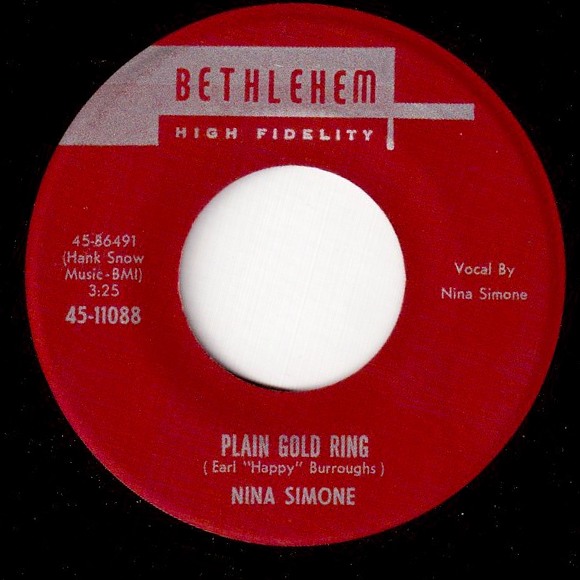 BETHLEHEM
HIGH FIDELITY
45-86491
(Hank Snow
Music-BMI)
3:25
45-11088
Vocal By
Nina Simone
PLAIN GOLD RING
( Earl "Happy" Burroughs )
NINA SIMONE